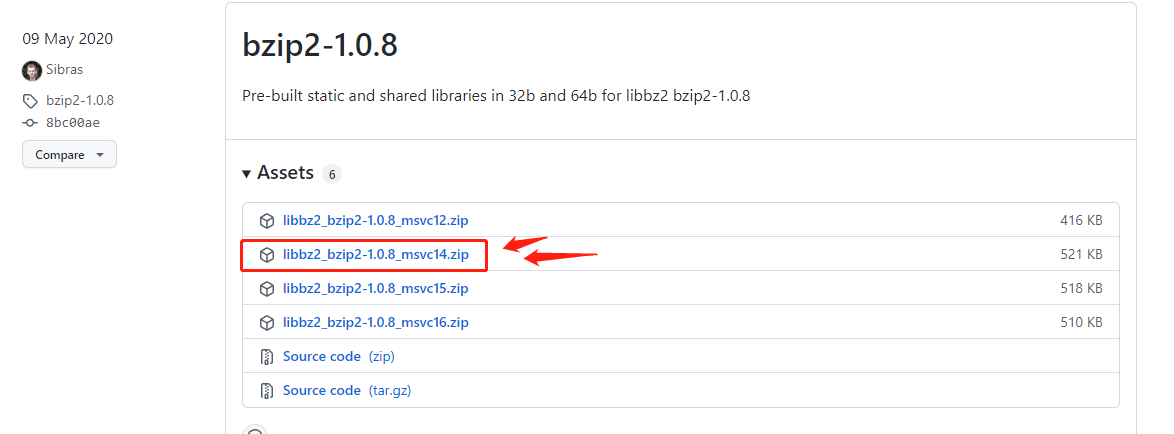 09 May 2020
Sibras
bzip2-1.0.8
8bc00ae
Compare
bzip2-1.0.8
Pre-built static and shared libraries in 32b and 64b for libbz2 bzip2-1.0.8
Assets 6
libbz2_bzip2-1.0.8_msvc12.zip 416 KB
libbz2_bzip2-1.0.8_msvc14.zip 521 KB
libbz2_bzip2-1.0.8_msvc15.zip 518 KB
libbz2_bzip2-1.0.8_msvc16.zip 510 KB
Source code (zip)
Source code (tar.gz)